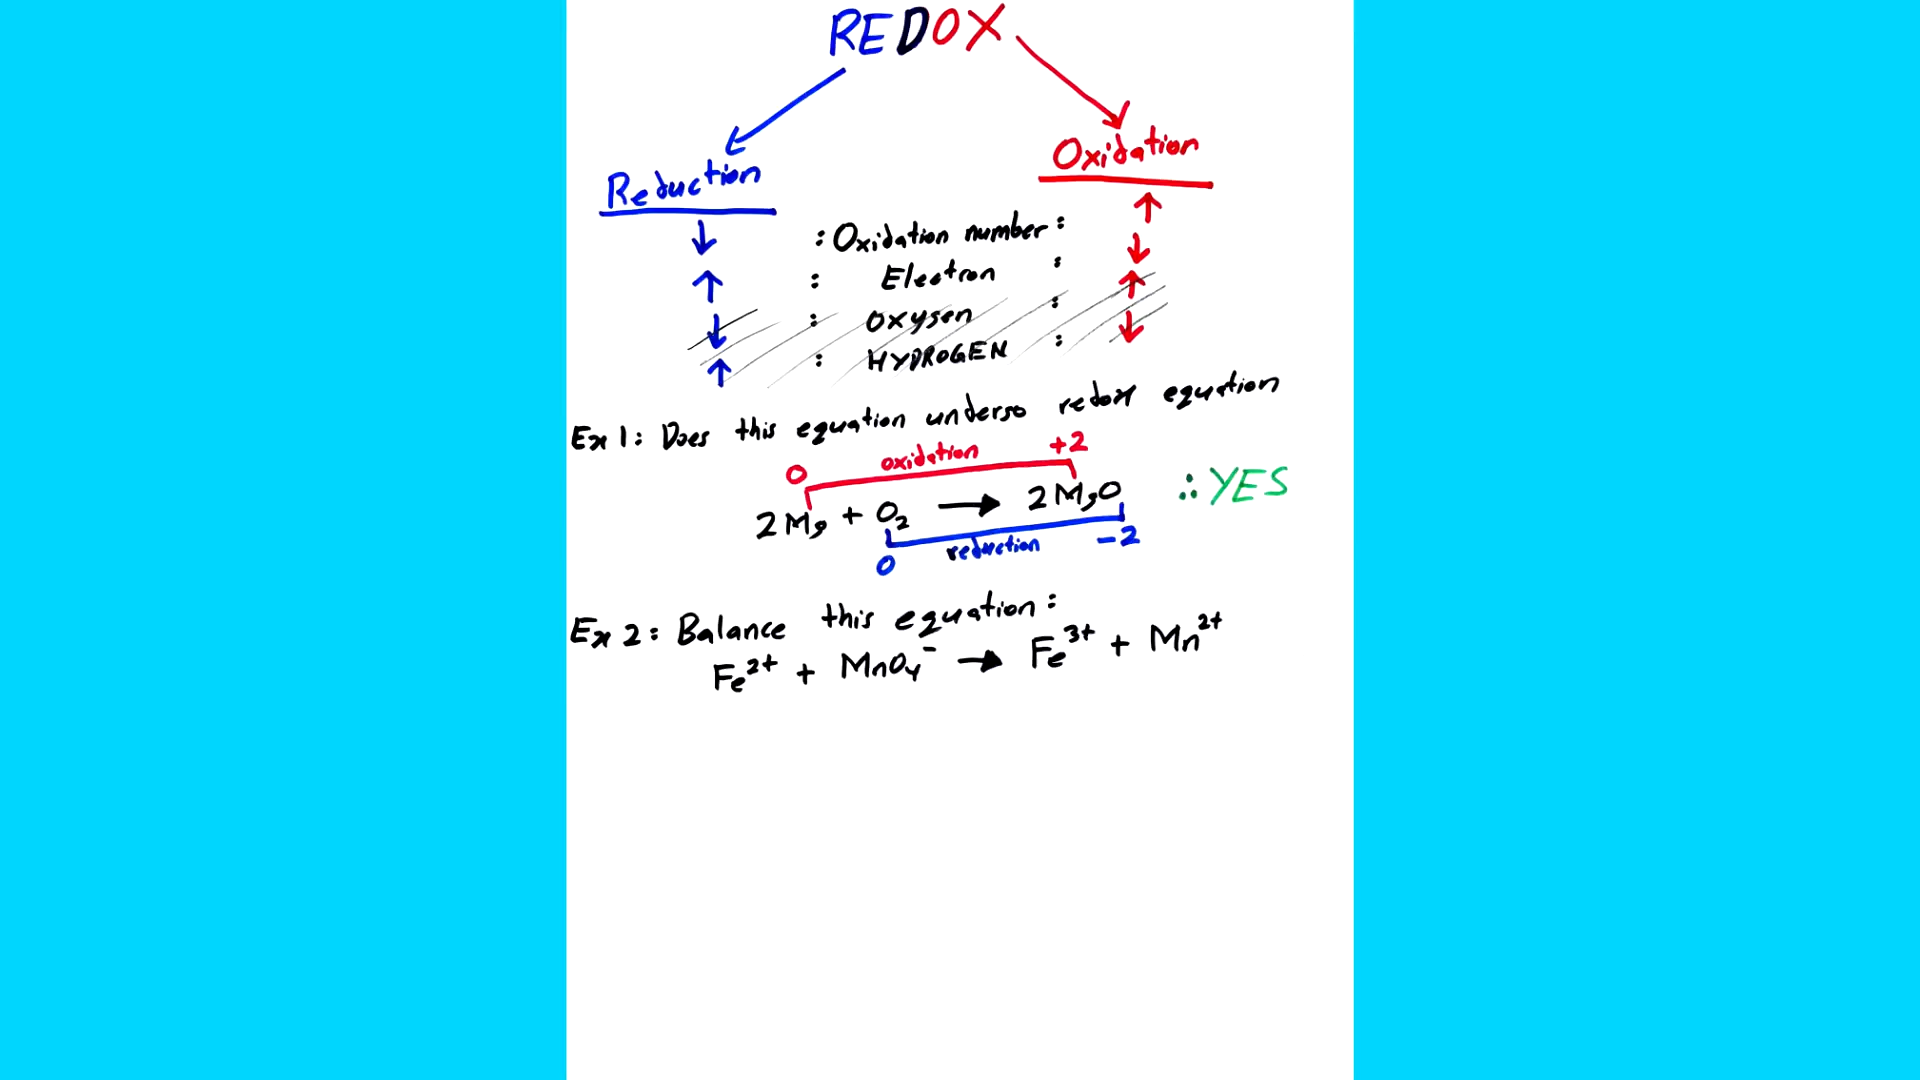 REDOX
Reduction
Oxidation
↓ : Oxidation number : ↑
↑ : Electron : ↓
↓ : Oxygen : ↑
↑ : HYDROGEN : ↓
Ex 1: Does this equation undergo redox equation
0 oxidation +2
2Mg + O₂ → 2MgO ∴ YES
0 reduction -2
Ex 2: Balance this equation:
Fe²⁺ + MnO₄⁻ → Fe³⁺ + Mn²⁺